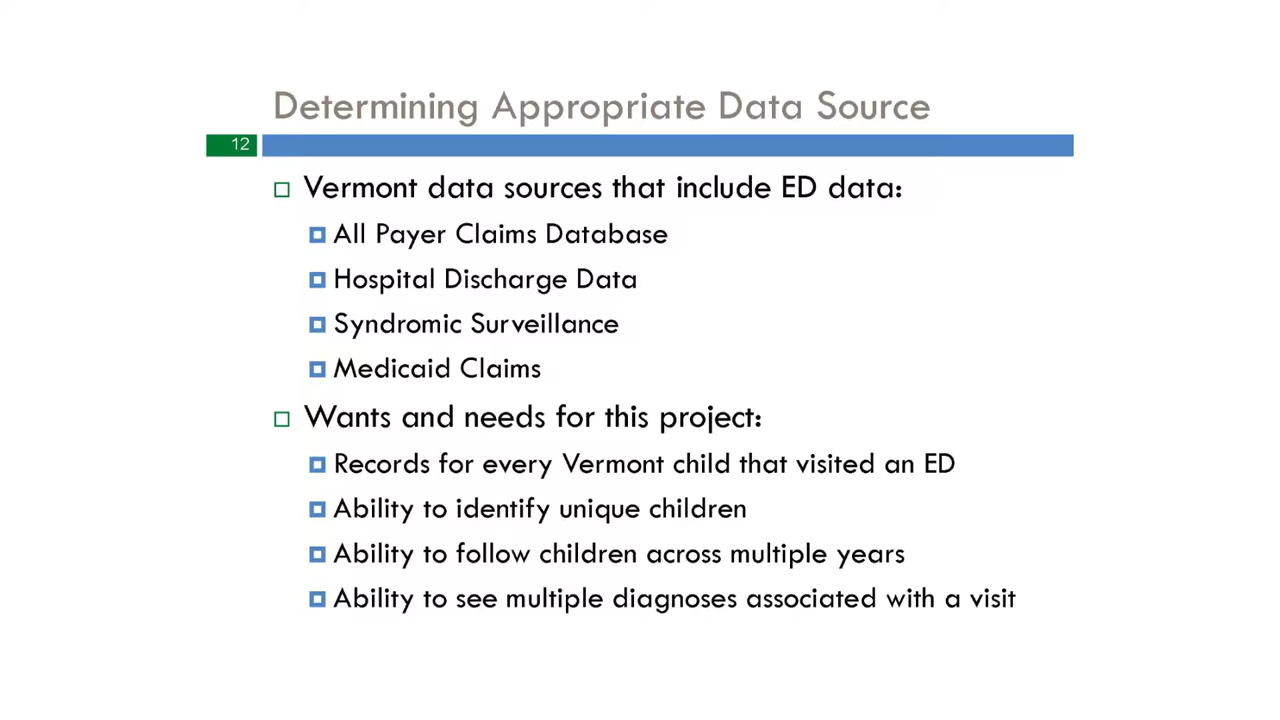 Determining Appropriate Data Source
12
Vermont data sources that include ED data:
All Payer Claims Database
Hospital Discharge Data
Syndromic Surveillance
Medicaid Claims
Wants and needs for this project:
Records for every Vermont child that visited an ED
Ability to identify unique children
Ability to follow children across multiple years
Ability to see multiple diagnoses associated with a visit